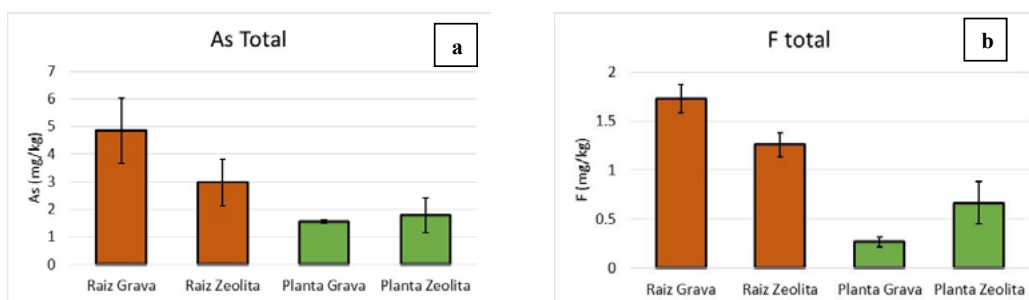 As Total
a
7
6
5
4
3
2
1
0
As (mg/kg)
Raiz Grava
Raiz Zeolita
Planta Grava
Planta Zeolita
F total
b
2
1.5
1
0.5
0
F (mg/kg)
Raiz Grava
Raiz Zeolita
Planta Grava
Planta Zeolita